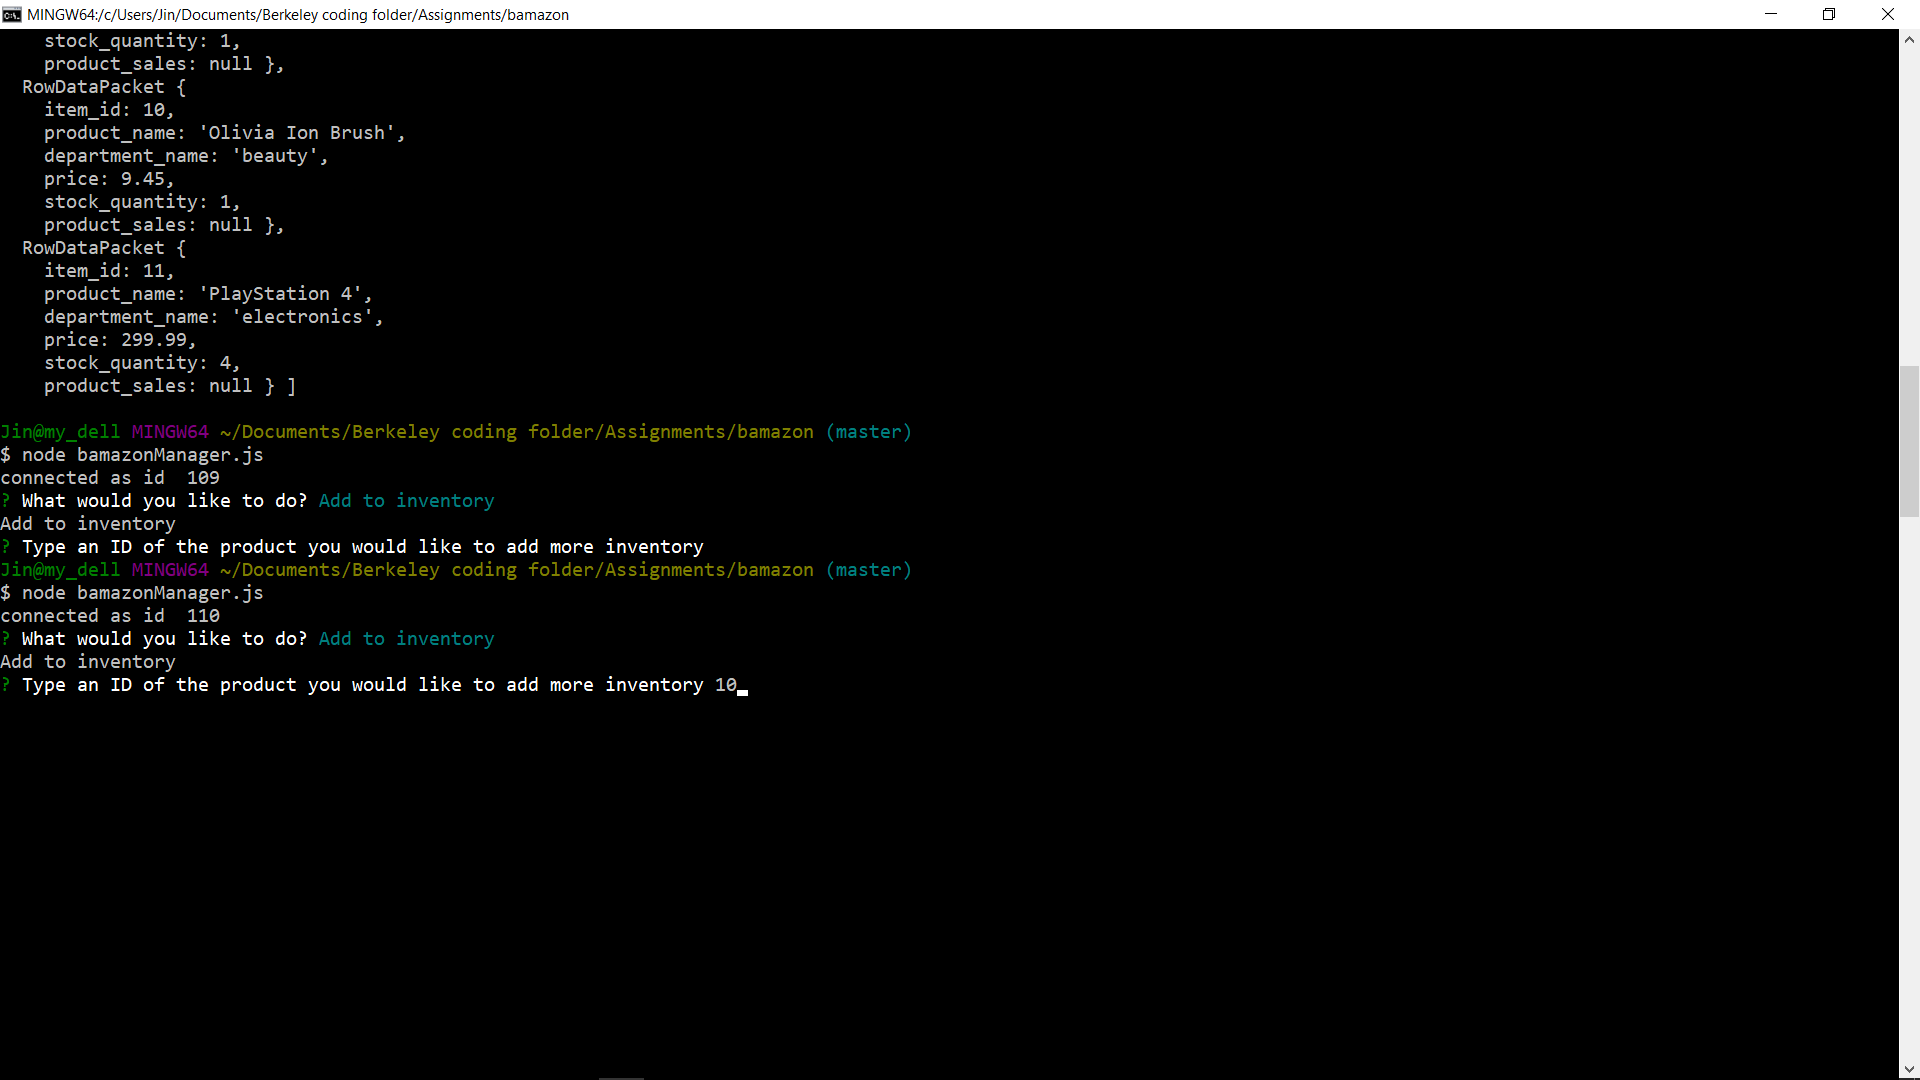 MINGW64:/c/Users/Jin/Documents/Berkeley coding folder/Assignments/bamazon
    stock_quantity: 1,
    product_sales: null },
  RowDataPacket {
    item_id: 10,
    product_name: 'Olivia Ion Brush',
    department_name: 'beauty',
    price: 9.45,
    stock_quantity: 1,
    product_sales: null },
  RowDataPacket {
    item_id: 11,
    product_name: 'PlayStation 4',
    department_name: 'electronics',
    price: 299.99,
    stock_quantity: 4,
    product_sales: null } ]
Jin@my_dell MINGW64 ~/Documents/Berkeley coding folder/Assignments/bamazon (master)
$ node bamazonManager.js
connected as id  109
? What would you like to do? Add to inventory
Add to inventory
? Type an ID of the product you would like to add more inventory
Jin@my_dell MINGW64 ~/Documents/Berkeley coding folder/Assignments/bamazon (master)
$ node bamazonManager.js
connected as id  110
? What would you like to do? Add to inventory
Add to inventory
? Type an ID of the product you would like to add more inventory 10